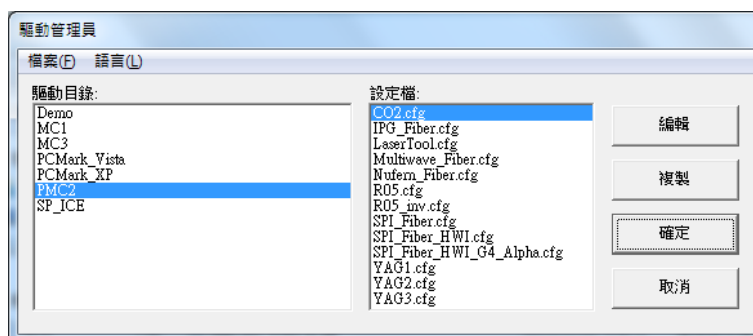 驅動管理員
檔案(F) 語言(L)
驅動目錄:
Demo
MC1
MC3
PCMark_Vista
PCMark_XP
PMC2
SP_ICE
設定檔:
CO2.cfg
IPG_Fiber.cfg
LaserTool.cfg
Multiwave_Fiber.cfg
Nufern_Fiber.cfg
R05.cfg
R05_inv.cfg
SPI_Fiber.cfg
SPI_Fiber_HWI.cfg
SPI_Fiber_HWI_G4_Alpha.cfg
YAG1.cfg
YAG2.cfg
YAG3.cfg
編輯
複製
確定
取消